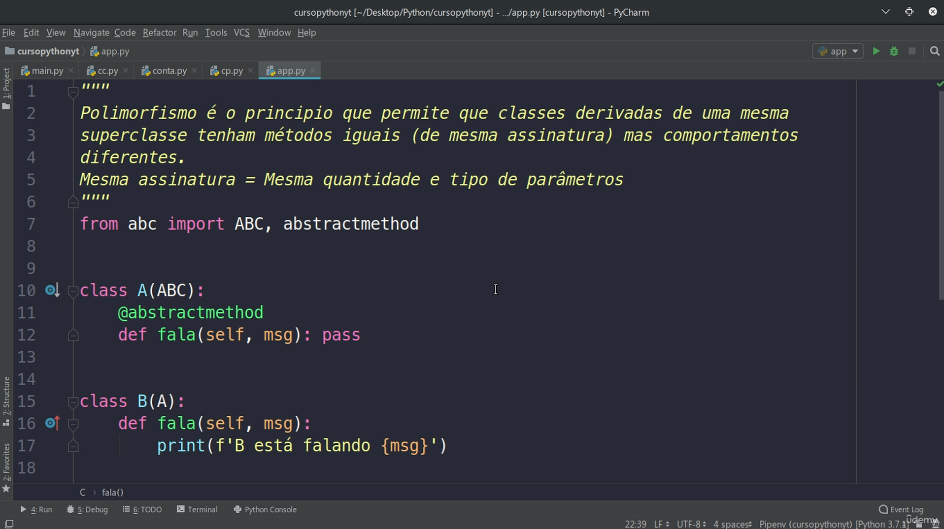 cursopythonyt [~/Desktop/Python/cursopythonyt] - .../app.py [cursopythonyt] - PyCharm
File Edit View Navigate Code Refactor Run Tools VCS Window Help
cursopythonyt app.py app
main.py cc.py conta.py cp.py app.py
1: Project
1 """
2 Polimorfismo é o principio que permite que classes derivadas de uma mesma
3 superclasse tenham métodos iguais (de mesma assinatura) mas comportamentos
4 diferentes.
5 Mesma assinatura = Mesma quantidade e tipo de parâmetros
6 """
7 from abc import ABC, abstractmethod
8
9
10 class A(ABC):
11 @abstractmethod
12 def fala(self, msg): pass
13
14
15 class B(A):
16 def fala(self, msg):
17 print(f'B está falando {msg}')
18
7: Structure
2: Favorites
C › fala()
4: Run 5: Debug 6: TODO Terminal Python Console Event Log
22:39 LF UTF-8 4 spaces Pipenv (cursopythonyt) [Python 3.7.
Udemy